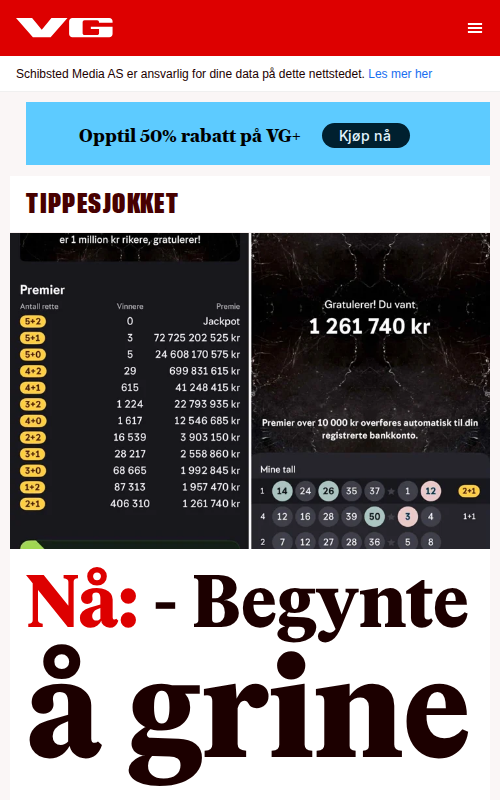 VG
Schibsted Media AS er ansvarlig for dine data på dette nettstedet. Les mer her
Opptil 50% rabatt på VG+
Kjøp nå
TIPPESJOKKET
er 1 million kr rikere, gratulerer!
Premier
Antall rette Vinnere Premie
5+2 0 Jackpot
5+1 3 72 725 202 525 kr
5+0 5 24 608 170 575 kr
4+2 29 699 831 615 kr
4+1 615 41 248 415 kr
3+2 1 224 22 793 935 kr
4+0 1 617 12 546 685 kr
2+2 16 539 3 903 150 kr
3+1 28 217 2 558 860 kr
3+0 68 665 1 992 845 kr
1+2 87 313 1 957 470 kr
2+1 406 310 1 261 740 kr
Gratulerer! Du vant
1 261 740 kr
Premier over 10 000 kr overføres automatisk til din
registrerte bankkonto.
Mine tall
1 14 24 26 35 37 1 12 2+1
4 12 16 28 39 50 3 4 1+1
2 7 12 27 28 36 5 8
Nå: - Begynte
å grine